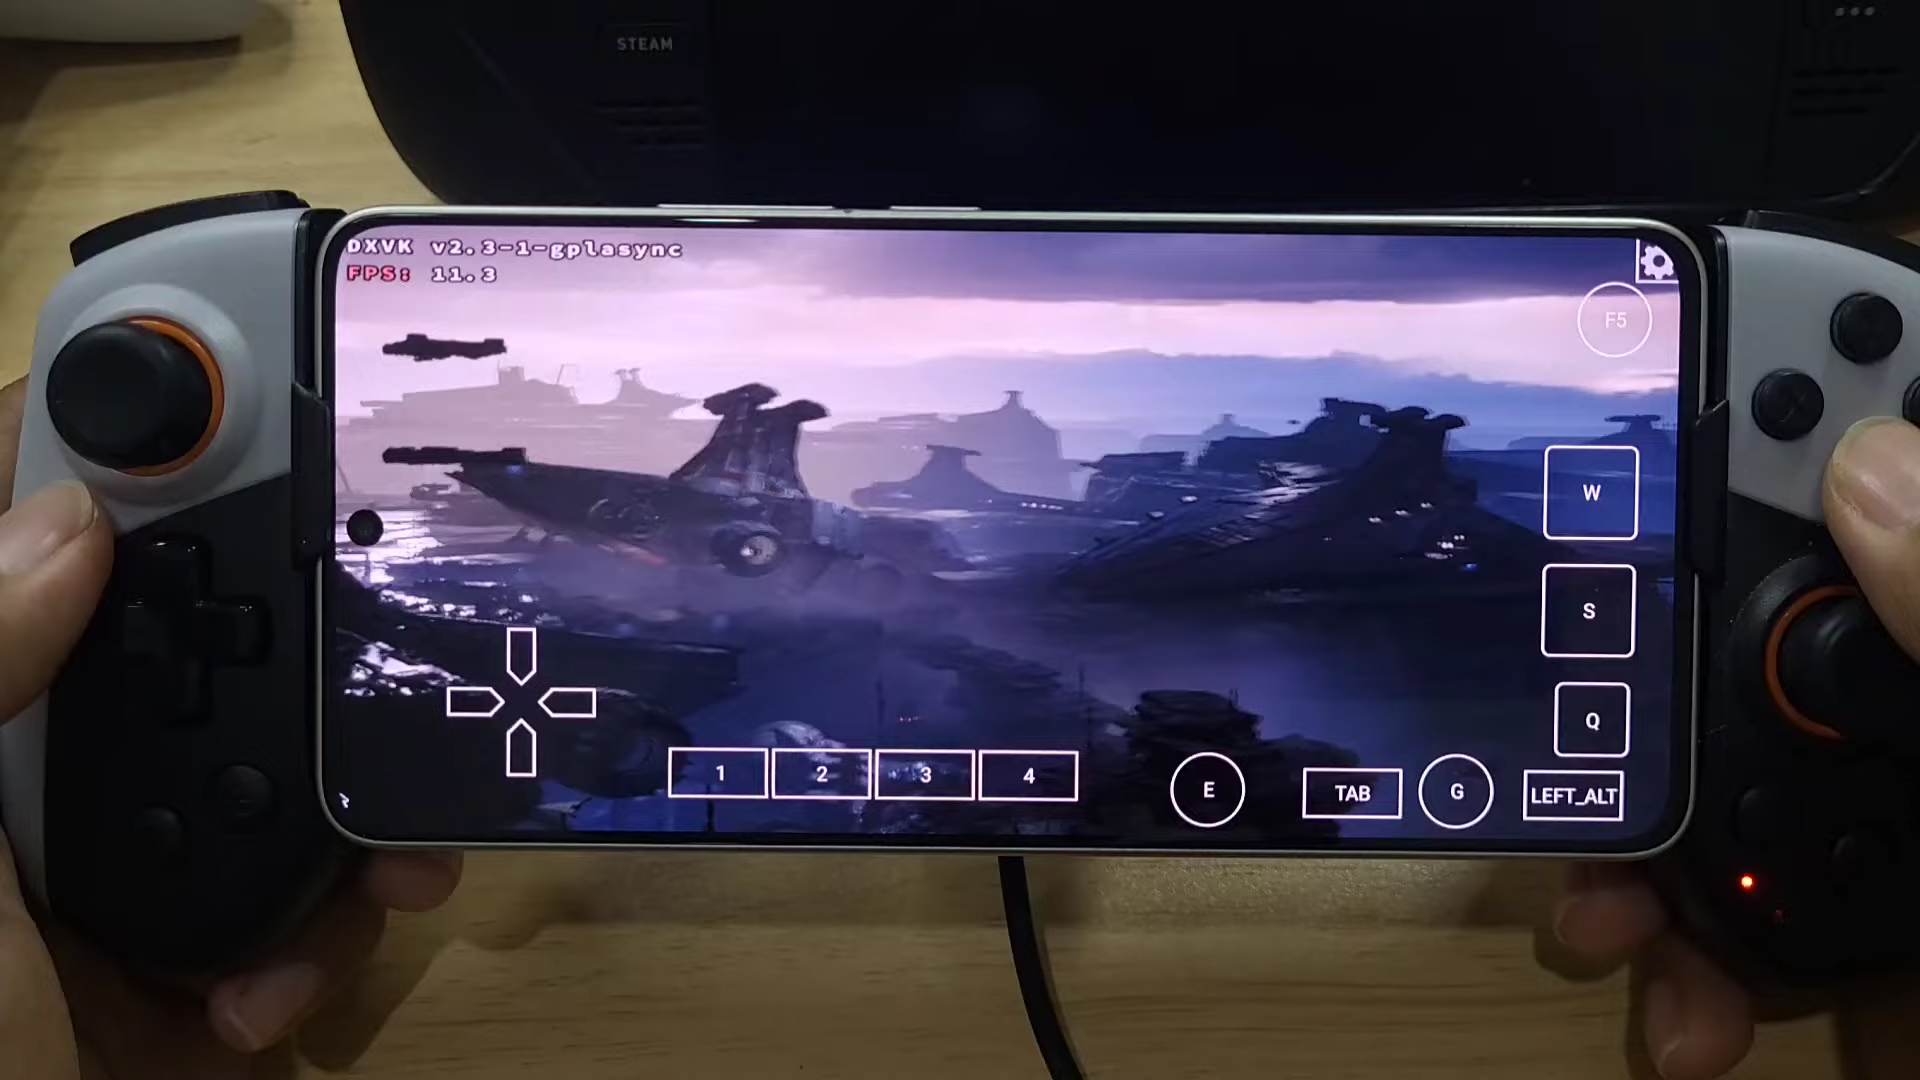 STEAM
DXVK v2.3-1-gplasync
FPS: 11.3
F5
W
S
Q
1
2
3
4
E
TAB
G
LEFT_ALT